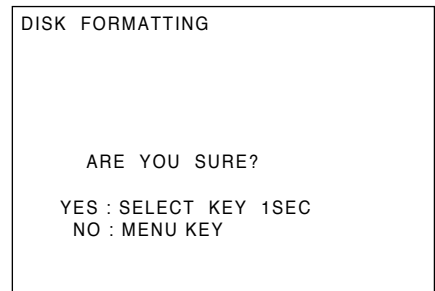 DISK FORMATTING
ARE YOU SURE?
YES : SELECT KEY 1SEC
NO : MENU KEY